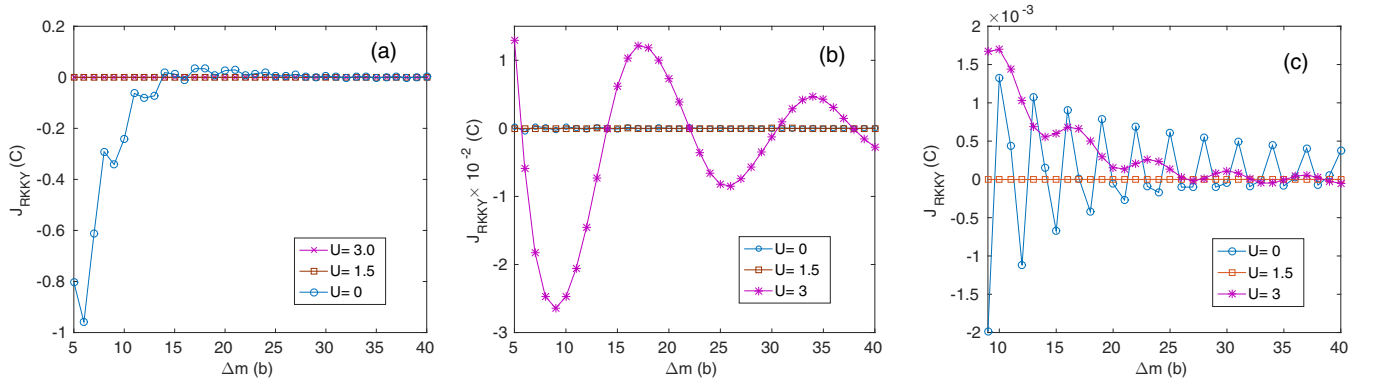 (a)
J_RKKY (C)
0.2
0
-0.2
-0.4
-0.6
-0.8
-1
U= 3.0
U= 1.5
U= 0
5 10 15 20 25 30 35 40
Δm (b)
(b)
J_RKKY × 10^-2 (C)
1
0
-1
-2
-3
U= 0
U= 1.5
U= 3
5 10 15 20 25 30 35 40
Δm (b)
× 10^-3
(c)
J_RKKY (C)
2
1.5
1
0.5
0
-0.5
-1
-1.5
-2
U= 0
U= 1.5
U= 3
10 15 20 25 30 35 40
Δm (b)